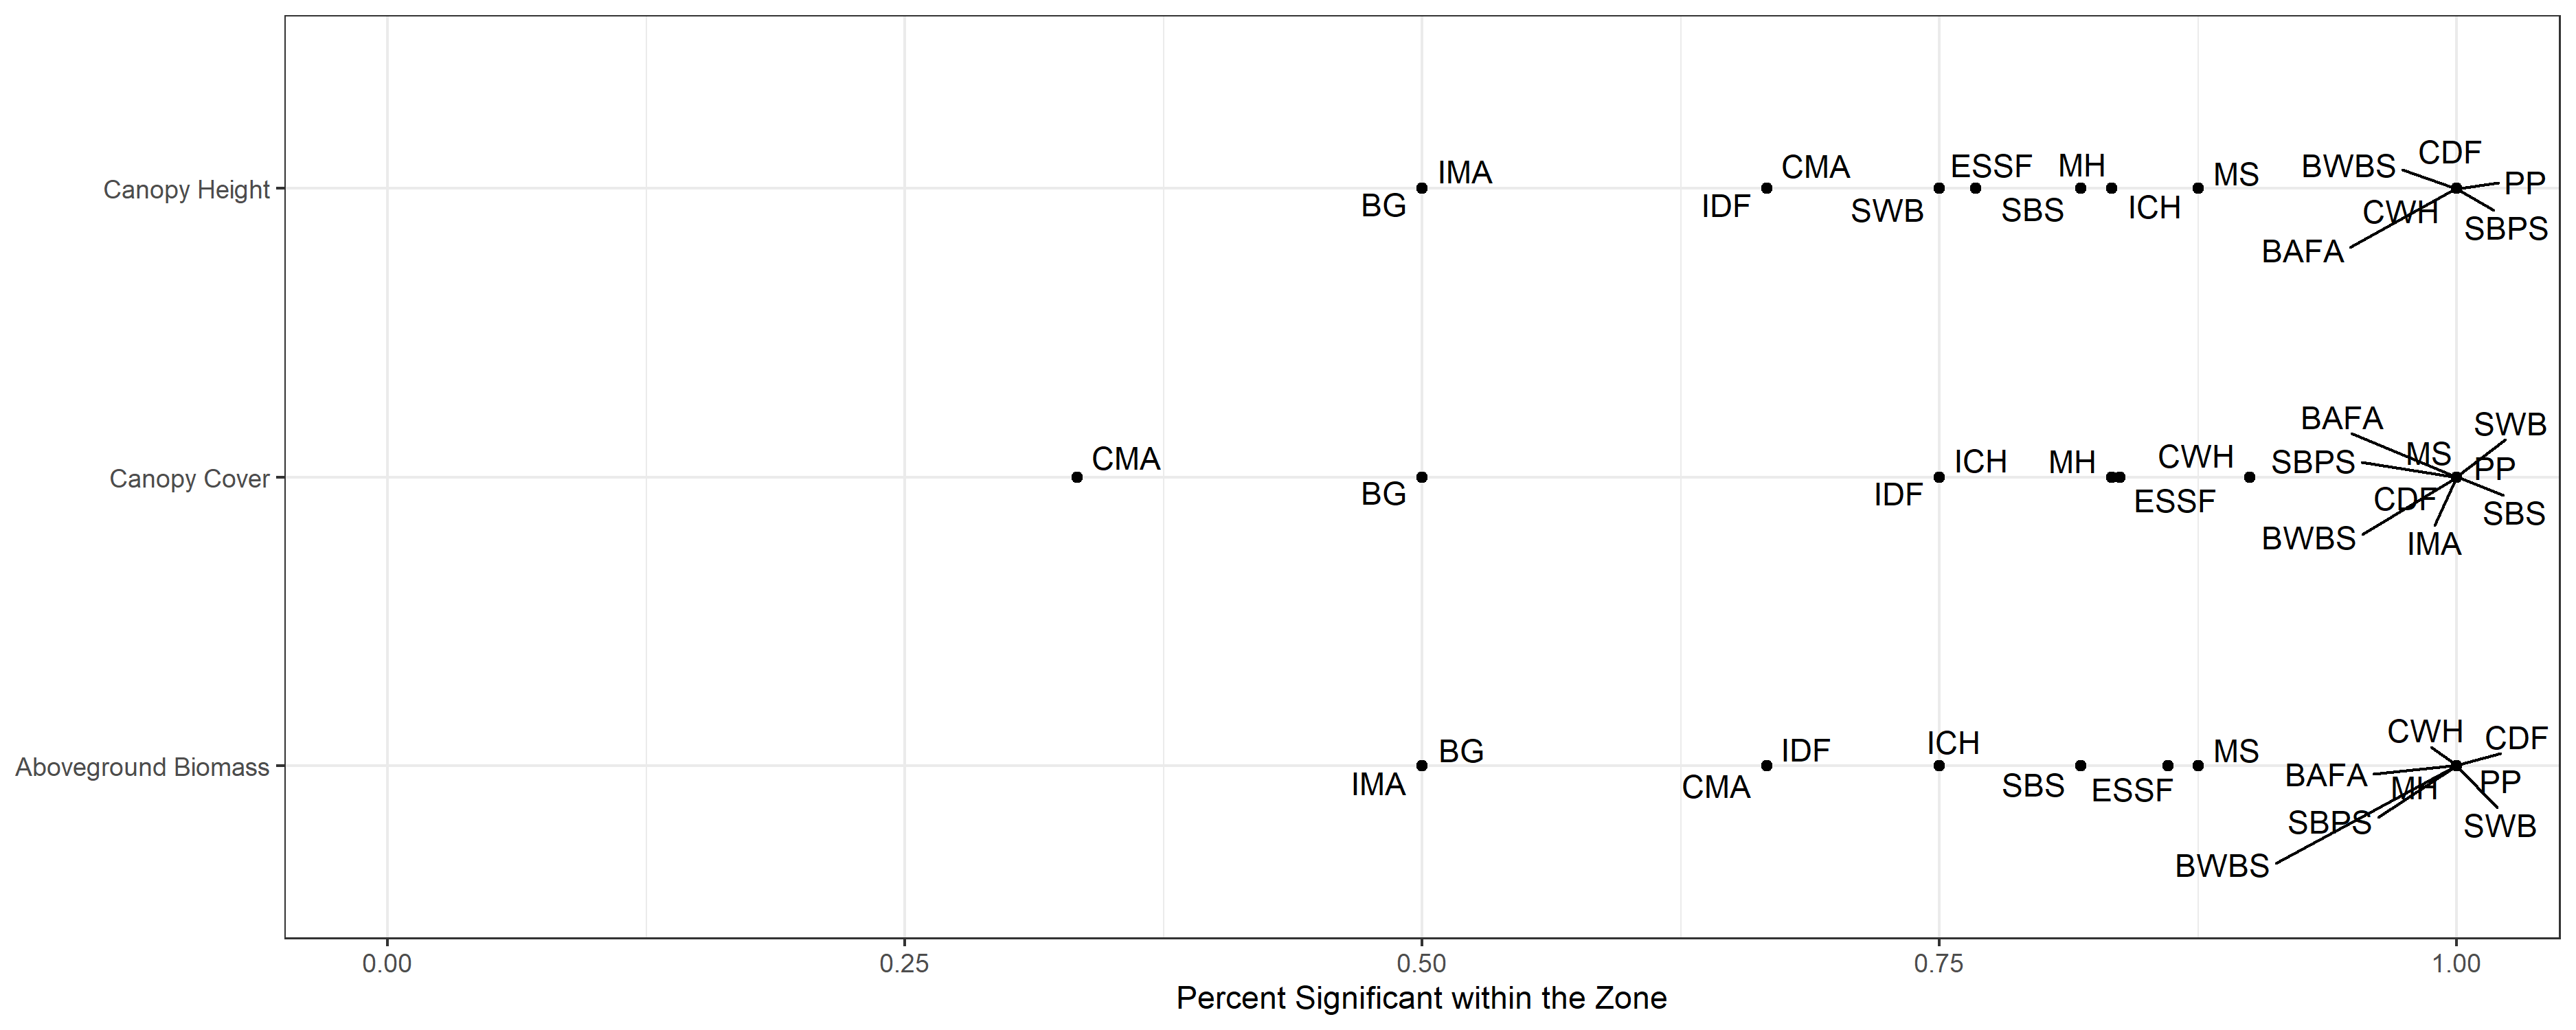 Canopy Height
IMA
BG
CMA
IDF
SWB
ESSF
SBS
MH
ICH
MS
BWBS
CDF
PP
CWH
SBPS
BAFA
Canopy Cover
CMA
BG
ICH
IDF
MH
ESSF
CWH
BAFA
SWB
MS
SBPS
PP
CDF
SBS
BWBS
IMA
Aboveground Biomass
BG
IMA
IDF
CMA
ICH
SBS
ESSF
MS
CWH
CDF
BAFA
MH
PP
SBPS
SWB
BWBS
0.00 0.25 0.50 0.75 1.00
Percent Significant within the Zone